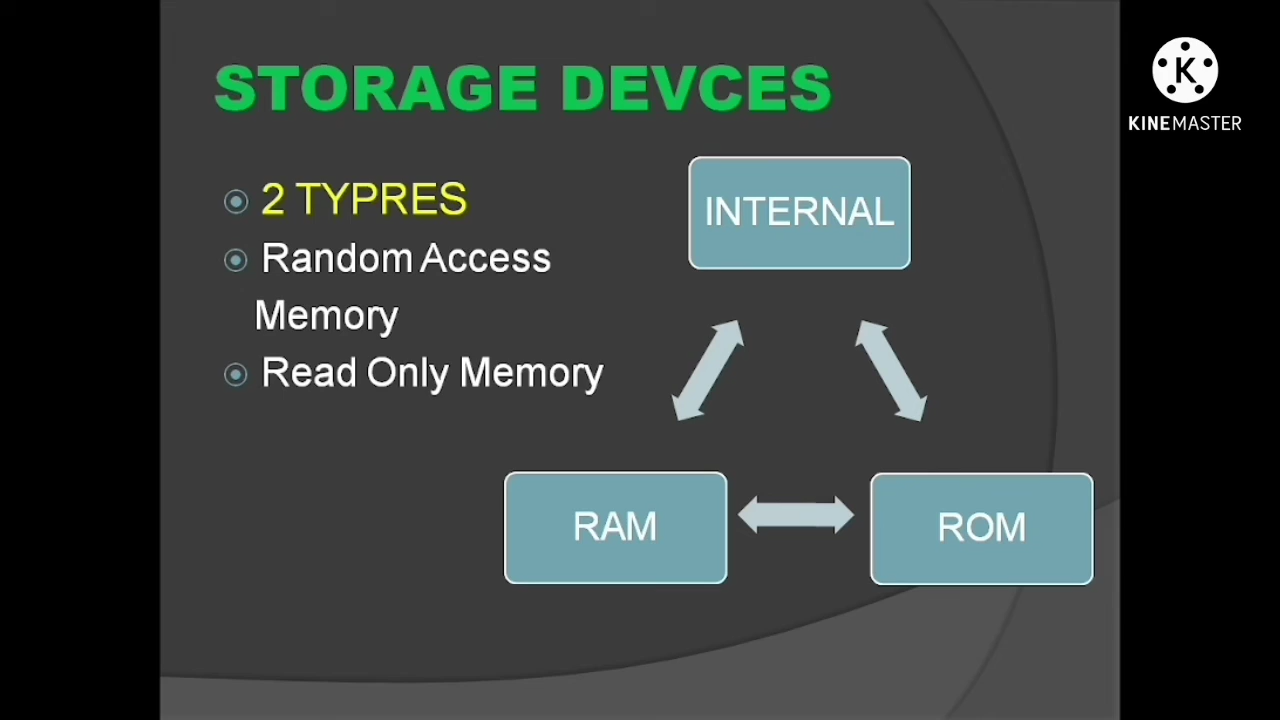 STORAGE DEVCES
2 TYPRES
Random Access
Memory
Read Only Memory
INTERNAL
RAM
ROM
K
KINEMASTER